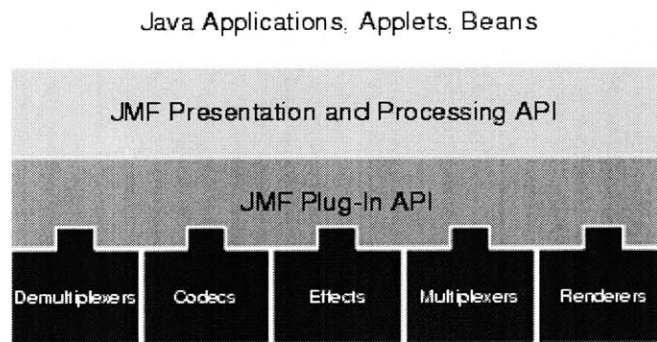 Java Applications, Applets, Beans
JMF Presentation and Processing API
JMF Plug-In API
Demultiplexers Codecs Effects Multiplexers Renderers